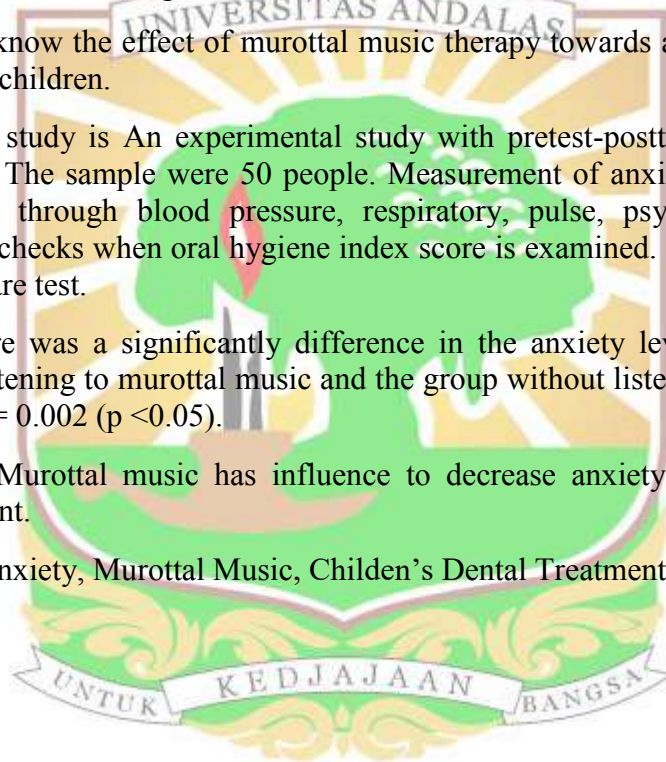 UNIVERSITAS ANDALAS
know the effect of murottal music therapy towards a
children.
study is An experimental study with pretest-postt
The sample were 50 people. Measurement of anxi
through blood pressure, respiratory, pulse, psy
checks when oral hygiene index score is examined.
are test.
re was a significantly difference in the anxiety lev
tening to murottal music and the group without liste
= 0.002 (p <0.05).
Murottal music has influence to decrease anxiety
nt.
nxiety, Murottal Music, Childen’s Dental Treatment
UNTUK KEDJAJAAN BANGSA